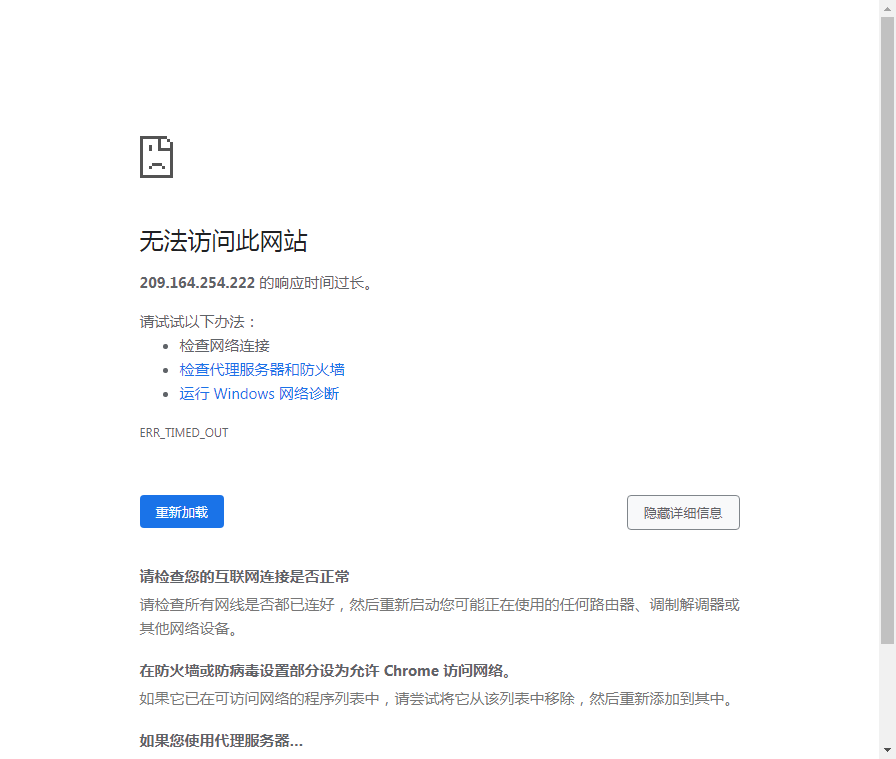 无法访问此网站
209.164.254.222 的响应时间过长。
请试试以下办法：
检查网络连接
检查代理服务器和防火墙
运行 Windows 网络诊断
ERR_TIMED_OUT
重新加载
隐藏详细信息
请检查您的互联网连接是否正常
请检查所有网线是否都已连好，然后重新启动您可能正在使用的任何路由器、调制解调器或
其他网络设备。
在防火墙或防病毒设置部分设为允许 Chrome 访问网络。
如果它已在可访问网络的程序列表中，请尝试将它从该列表中移除，然后重新添加到其中。
如果您使用代理服务器...